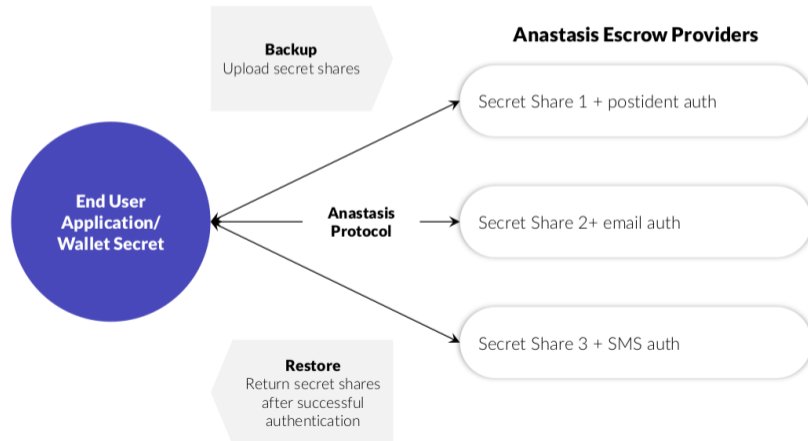 Backup
Upload secret shares
Anastasis Escrow Providers
Secret Share 1 + postident auth
End User
Application/
Wallet Secret
Anastasis
Protocol
Secret Share 2+ email auth
Secret Share 3 + SMS auth
Restore
Return secret shares
after successful
authentication